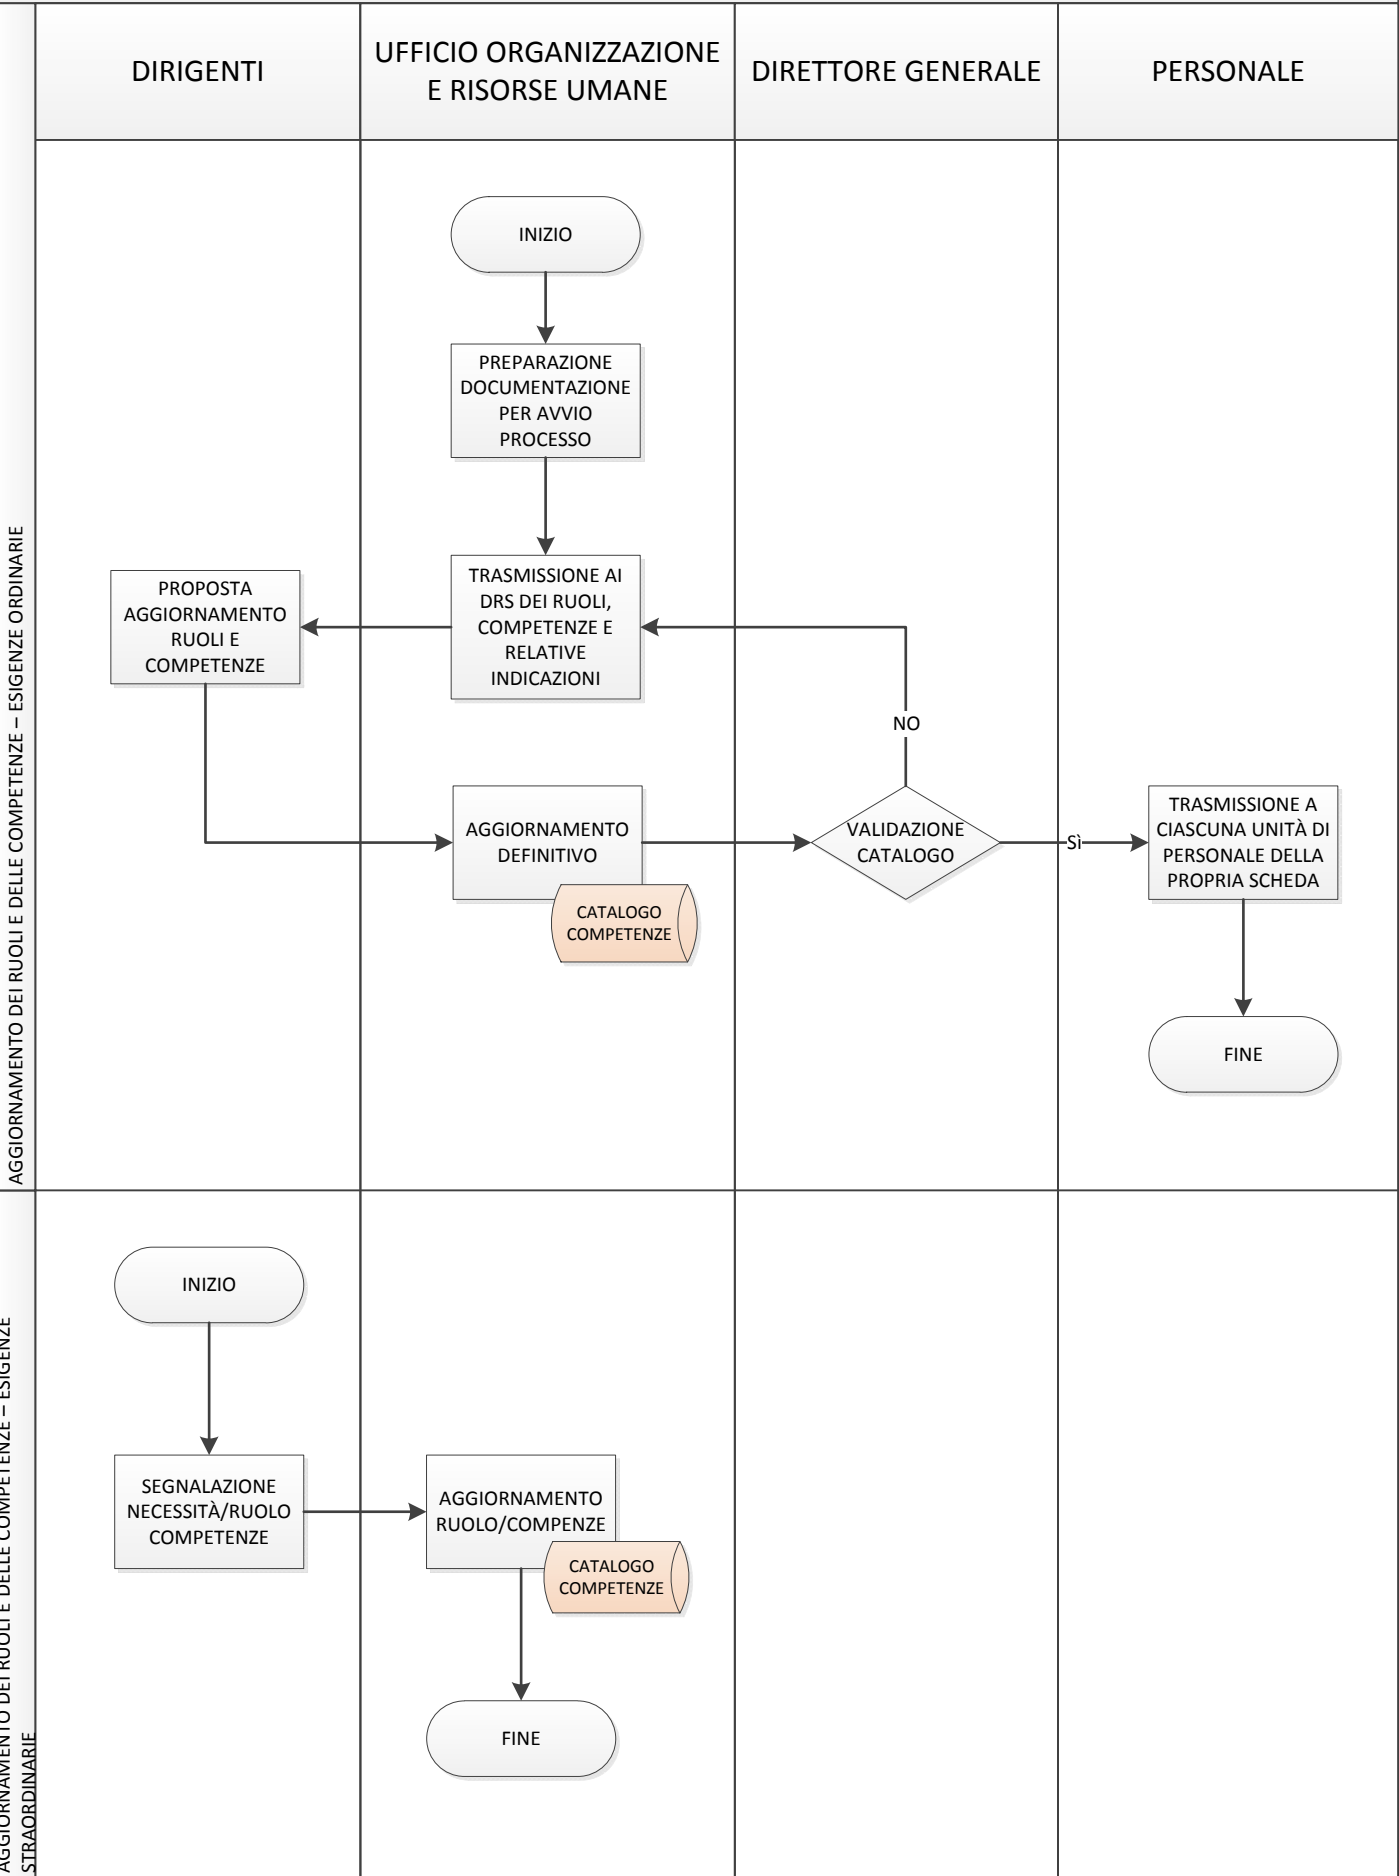 DIRIGENTI
UFFICIO ORGANIZZAZIONE
E RISORSE UMANE
DIRETTORE GENERALE
PERSONALE
AGGIORNAMENTO DEI RUOLI E DELLE COMPETENZE – ESIGENZE ORDINARIE
INIZIO
PREPARAZIONE
DOCUMENTAZIONE
PER AVVIO
PROCESSO
TRASMISSIONE AI
DRS DEI RUOLI,
COMPETENZE E
RELATIVE
INDICAZIONI
PROPOSTA
AGGIORNAMENTO
RUOLI E
COMPETENZE
NO
AGGIORNAMENTO
DEFINITIVO
CATALOGO
COMPETENZE
VALIDAZIONE
CATALOGO
Sì
TRASMISSIONE A
CIASCUNA UNITÀ DI
PERSONALE DELLA
PROPRIA SCHEDA
FINE
AGGIORNAMENTO DEI RUOLI E DELLE COMPETENZE – ESIGENZE
STRAORDINARIE
INIZIO
SEGNALAZIONE
NECESSITÀ/RUOLO
COMPETENZE
AGGIORNAMENTO
RUOLO/COMPENZE
CATALOGO
COMPETENZE
FINE